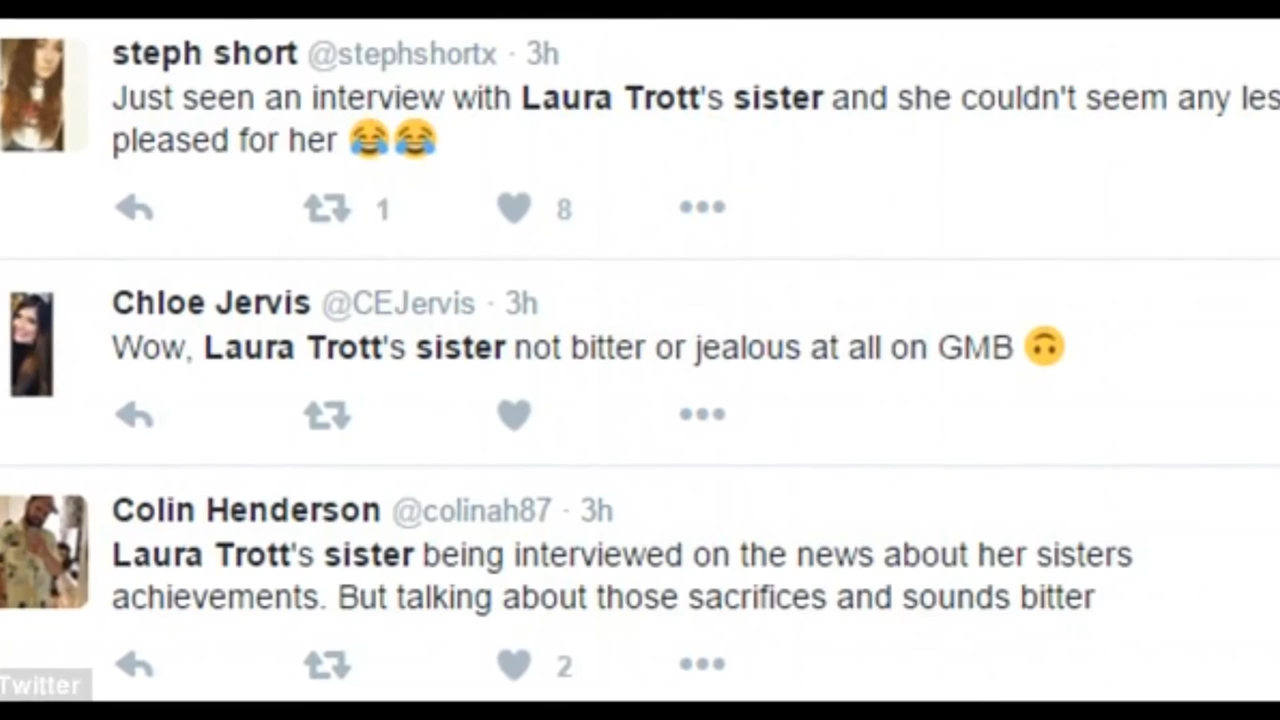 steph short @stephshortx · 3h
Just seen an interview with Laura Trott's sister and she couldn't seem any les
pleased for her 😂😂
1 8
Chloe Jervis @CEJervis · 3h
Wow, Laura Trott's sister not bitter or jealous at all on GMB 🙃
Colin Henderson @colinah87 · 3h
Laura Trott's sister being interviewed on the news about her sisters
achievements. But talking about those sacrifices and sounds bitter
2
Twitter